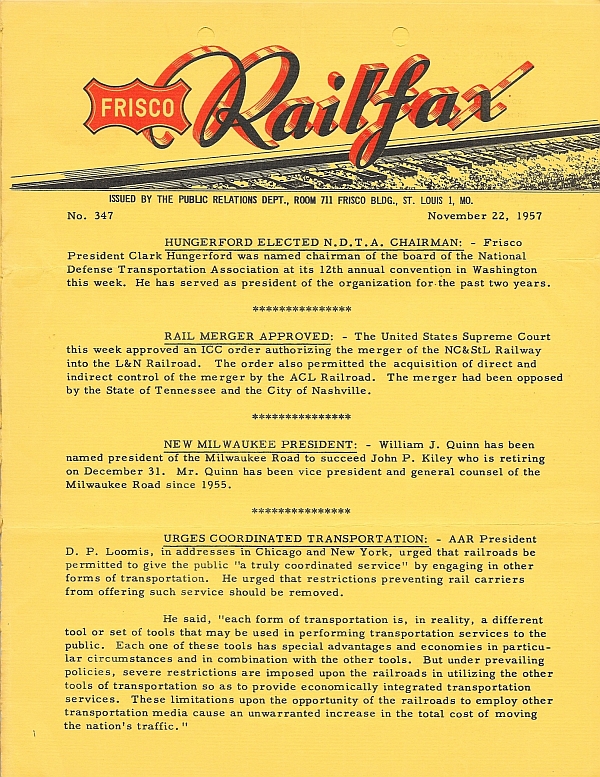 FRISCO Railfax
ISSUED BY THE PUBLIC RELATIONS DEPT., ROOM 711 FRISCO BLDG., ST. LOUIS 1, MO.
No. 347 November 22, 1957
HUNGERFORD ELECTED N.D.T.A. CHAIRMAN: - Frisco
President Clark Hungerford was named chairman of the board of the National
Defense Transportation Association at its 12th annual convention in Washington
this week. He has served as president of the organization for the past two years.
***************
RAIL MERGER APPROVED: - The United States Supreme Court
this week approved an ICC order authorizing the merger of the NC&StL Railway
into the L&N Railroad. The order also permitted the acquisition of direct and
indirect control of the merger by the ACL Railroad. The merger had been opposed
by the State of Tennessee and the City of Nashville.
***************
NEW MILWAUKEE PRESIDENT: - William J. Quinn has been
named president of the Milwaukee Road to succeed John P. Kiley who is retiring
on December 31. Mr. Quinn has been vice president and general counsel of the
Milwaukee Road since 1955.
***************
URGES COORDINATED TRANSPORTATION: - AAR President
D. P. Loomis, in addresses in Chicago and New York, urged that railroads be
permitted to give the public "a truly coordinated service" by engaging in other
forms of transportation. He urged that restrictions preventing rail carriers
from offering such service should be removed.
He said, "each form of transportation is, in reality, a different
tool or set of tools that may be used in performing transportation services to the
public. Each one of these tools has special advantages and economies in particu-
lar circumstances and in combination with the other tools. But under prevailing
policies, severe restrictions are imposed upon the railroads in utilizing the other
tools of transportation so as to provide economically integrated transportation
services. These limitations upon the opportunity of the railroads to employ other
transportation media cause an unwarranted increase in the total cost of moving
the nation's traffic."